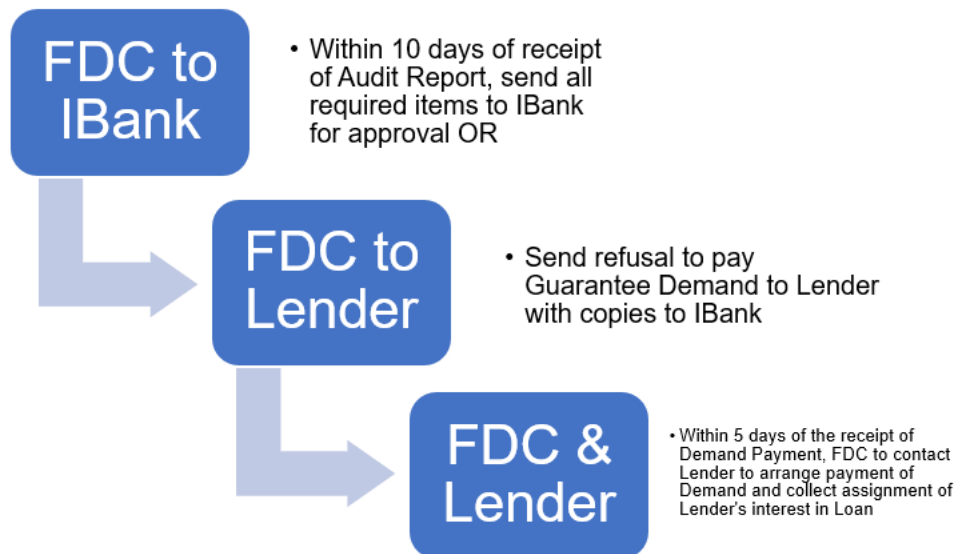 FDC to
IBank
• Within 10 days of receipt
of Audit Report, send all
required items to IBank
for approval OR
FDC to
Lender
• Send refusal to pay
Guarantee Demand to Lender
with copies to IBank
FDC &
Lender
• Within 5 days of the receipt of
Demand Payment, FDC to contact
Lender to arrange payment of
Demand and collect assignment of
Lender's interest in Loan